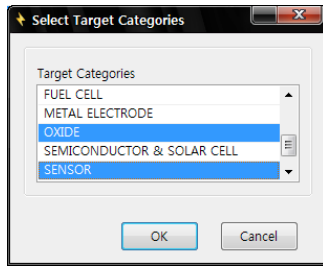 Select Target Categories
Target Categories
FUEL CELL
METAL ELECTRODE
OXIDE
SEMICONDUCTOR & SOLAR CELL
SENSOR
OK
Cancel